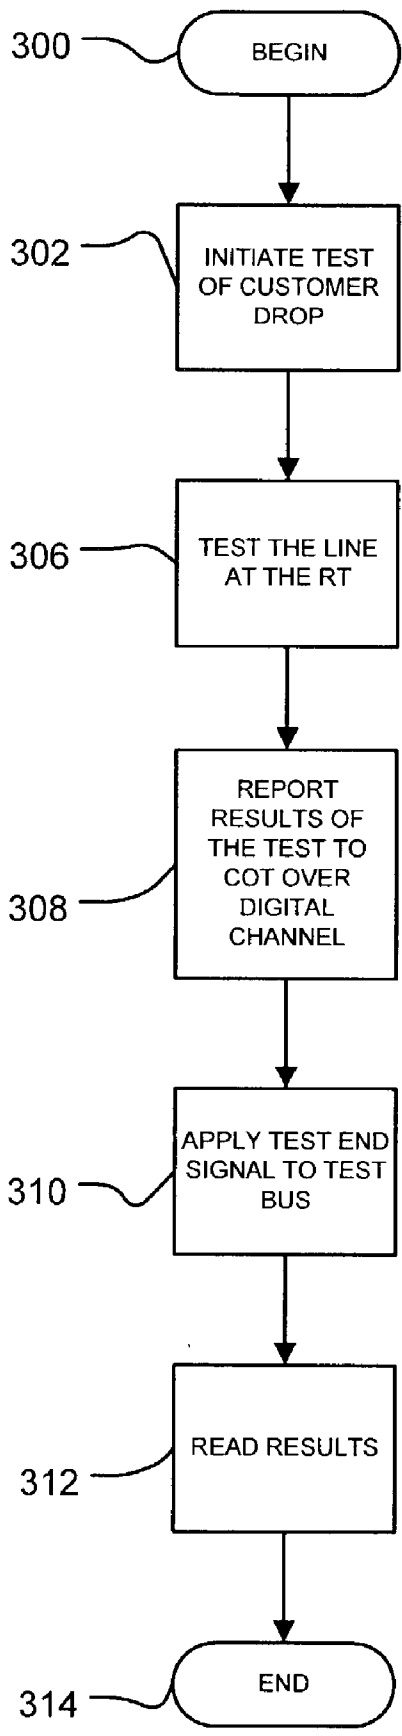 300
BEGIN
302
INITIATE TEST
OF CUSTOMER
DROP
306
TEST THE LINE
AT THE RT
308
REPORT
RESULTS OF
THE TEST TO
COT OVER
DIGITAL
CHANNEL
310
APPLY TEST END
SIGNAL TO TEST
BUS
312
READ RESULTS
314
END